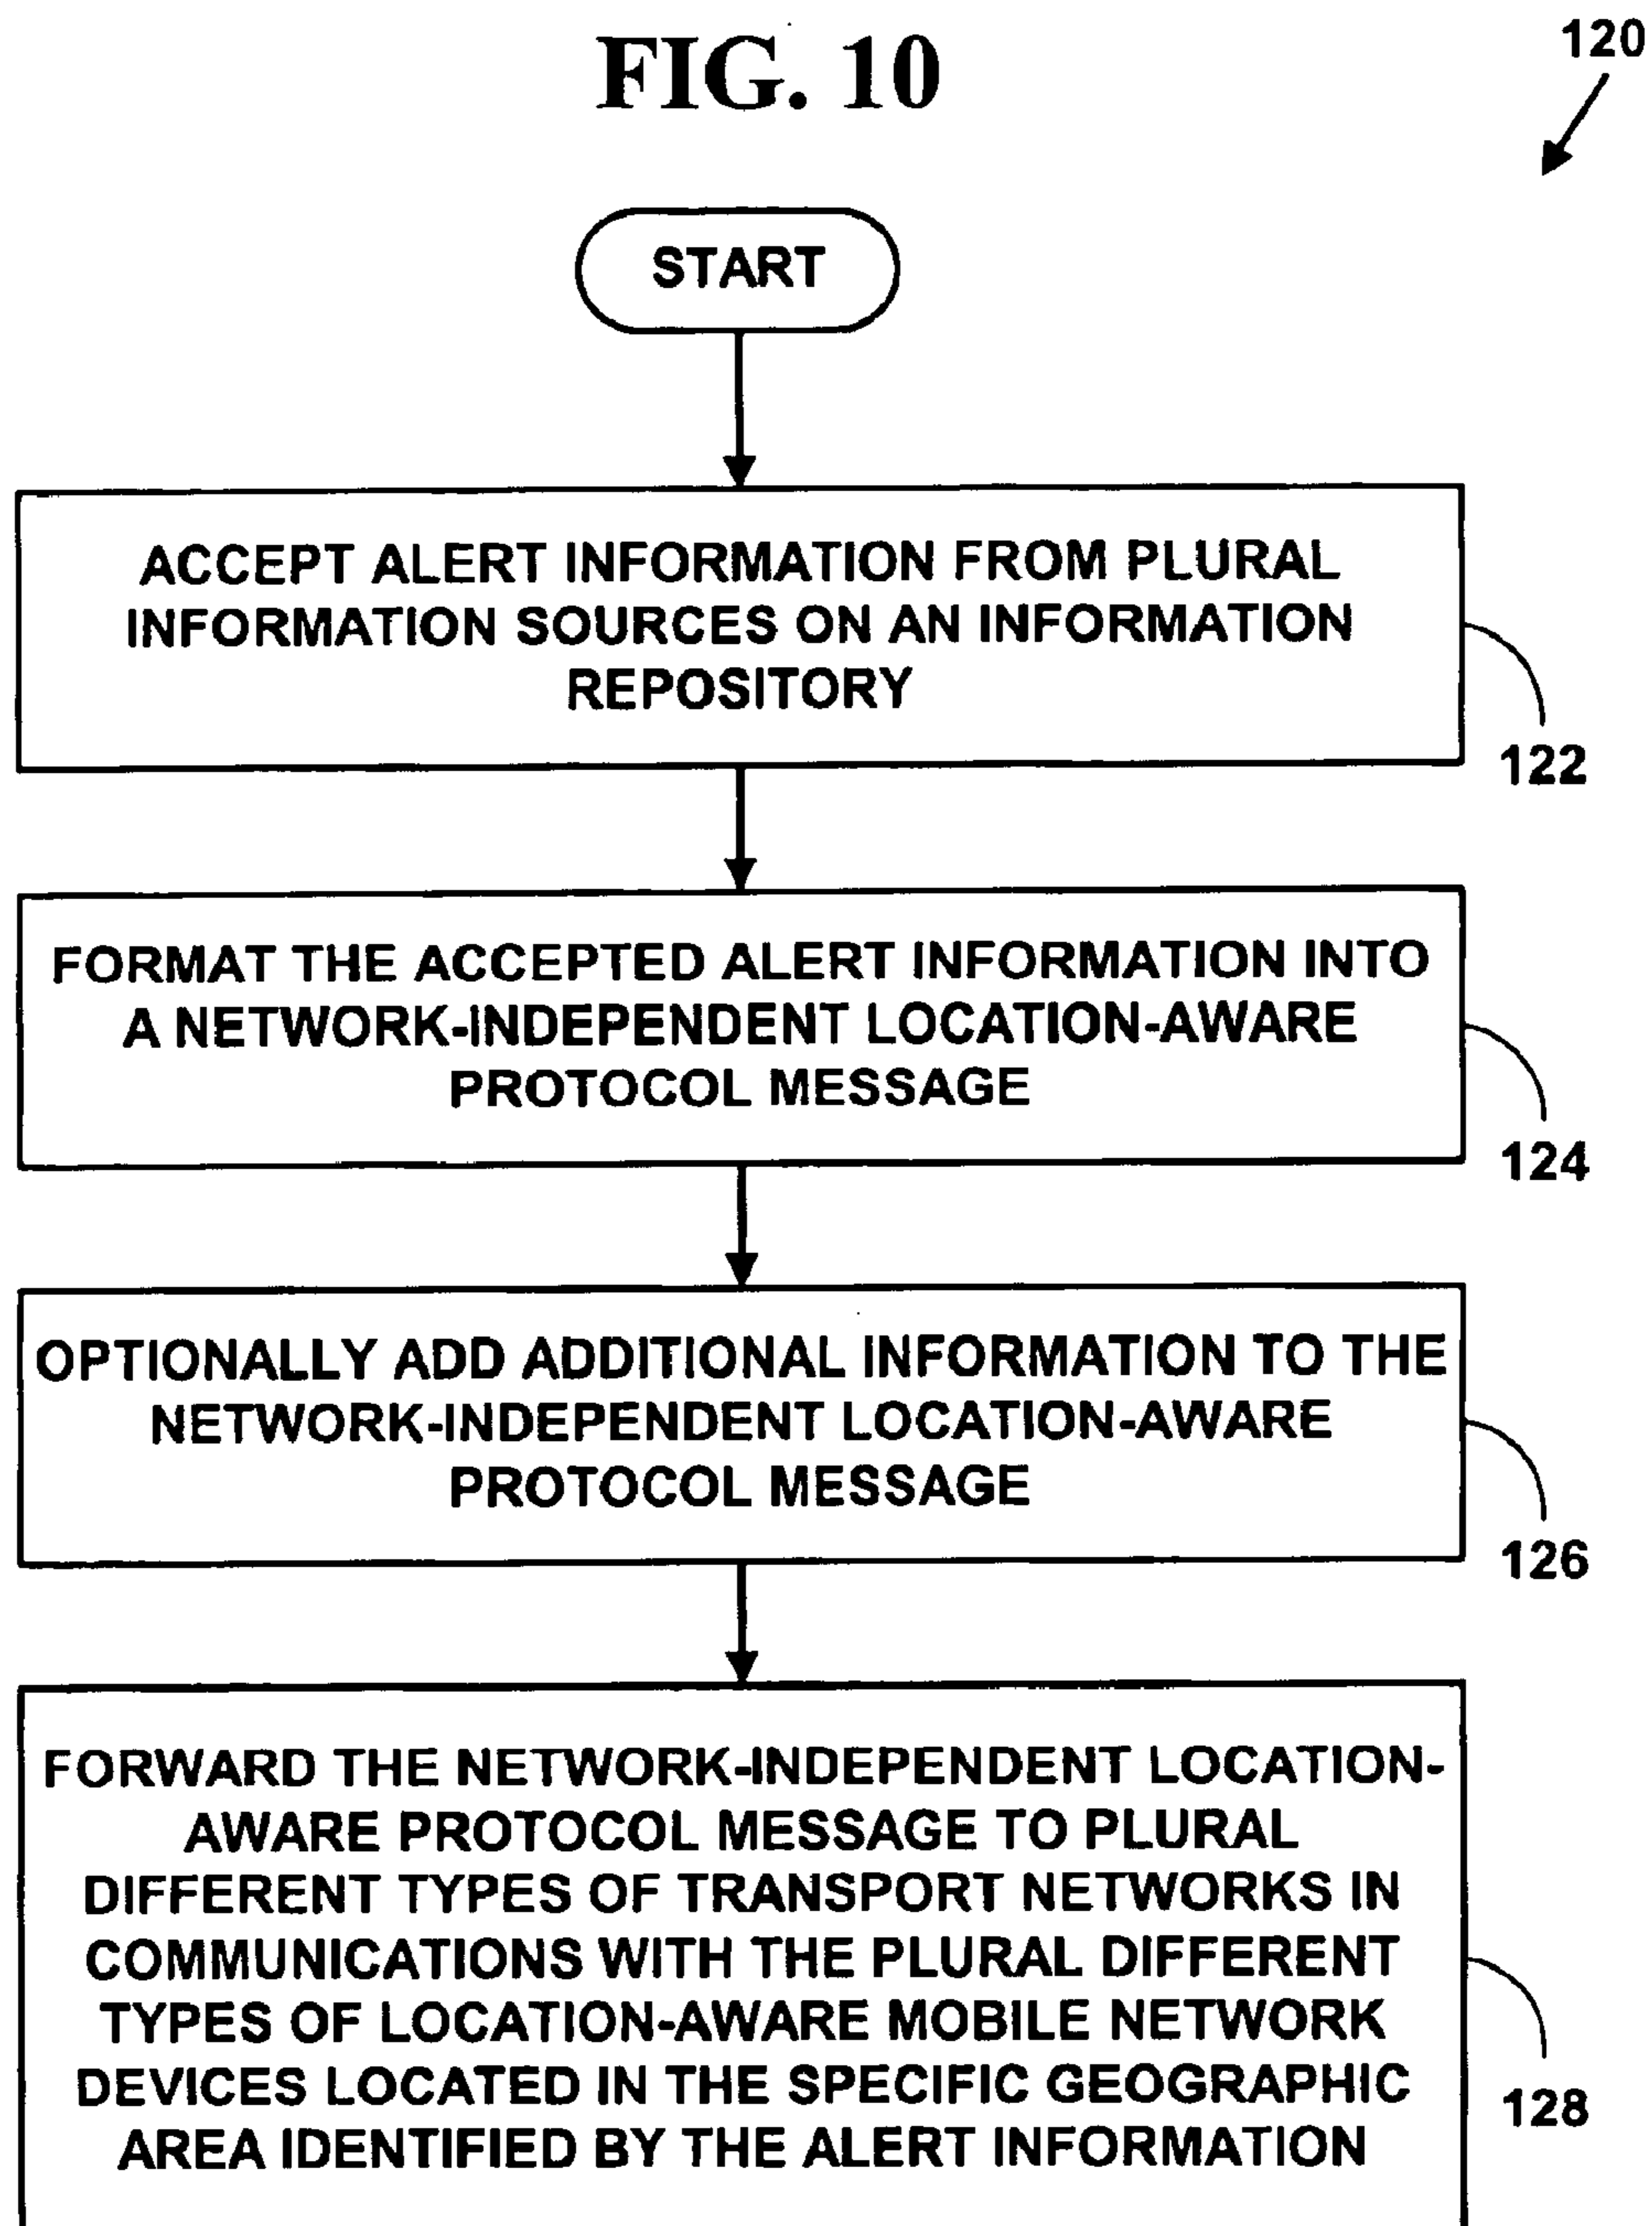 FIG. 10
120
START
ACCEPT ALERT INFORMATION FROM PLURAL
INFORMATION SOURCES ON AN INFORMATION
REPOSITORY
122
FORMAT THE ACCEPTED ALERT INFORMATION INTO
A NETWORK-INDEPENDENT LOCATION-AWARE
PROTOCOL MESSAGE
124
OPTIONALLY ADD ADDITIONAL INFORMATION TO THE
NETWORK-INDEPENDENT LOCATION-AWARE
PROTOCOL MESSAGE
126
FORWARD THE NETWORK-INDEPENDENT LOCATION-
AWARE PROTOCOL MESSAGE TO PLURAL
DIFFERENT TYPES OF TRANSPORT NETWORKS IN
COMMUNICATIONS WITH THE PLURAL DIFFERENT
TYPES OF LOCATION-AWARE MOBILE NETWORK
DEVICES LOCATED IN THE SPECIFIC GEOGRAPHIC
AREA IDENTIFIED BY THE ALERT INFORMATION
128